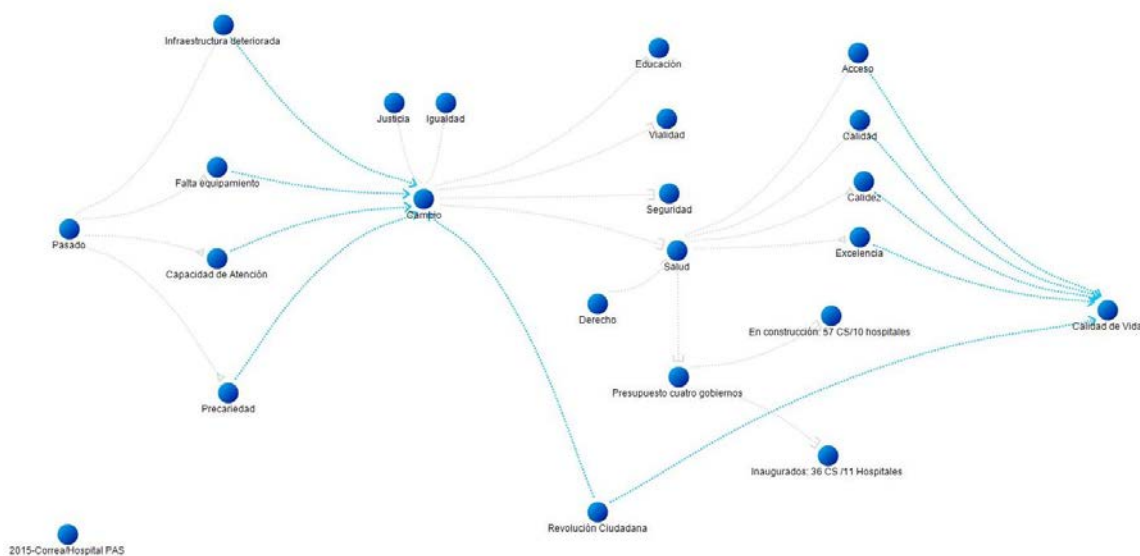 Infraestructura deteriorada
Educación
Acceso
Justicia
Igualdad
Vialidad
Calidad
Falta equipamiento
Cambio
Seguridad
Calidez
Pasado
Capacidad de Atención
Salud
Excelencia
Derecho
Calidad de Vida
En construcción: 57 CS/10 hospitales
Precariedad
Presupuesto cuatro gobiernos
Inaugurados: 36 CS /11 Hospitales
Revolución Ciudadana
2015-Correa/Hospital PAS